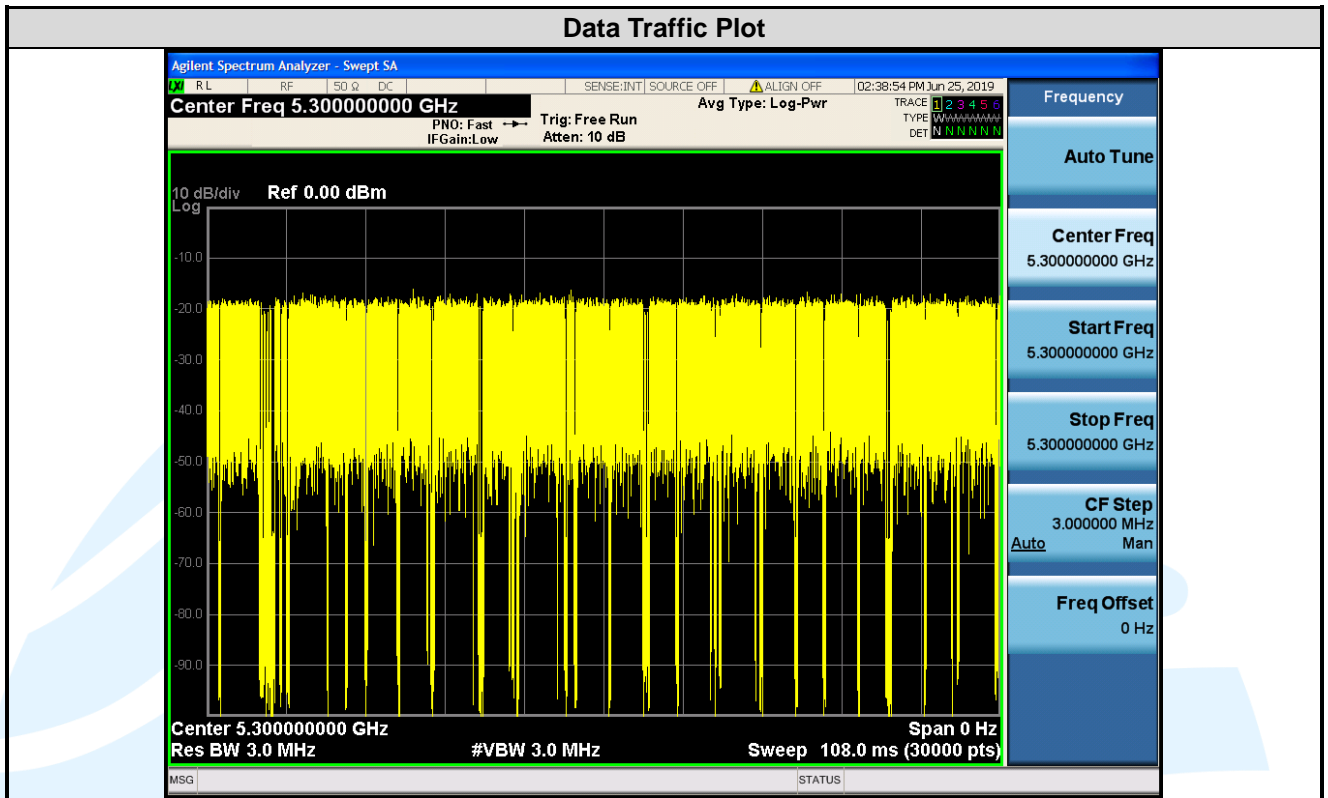 Data Traffic Plot
Agilent Spectrum Analyzer - Swept SA
LXI RL RF 50 Ω DC SENSE:INT SOURCE OFF ALIGN OFF 02:38:54 PM Jun 25, 2019
Center Freq 5.300000000 GHz
PNO: Fast
IFGain:Low
Trig: Free Run
Atten: 10 dB
Avg Type: Log-Pwr
TRACE 1 2 3 4 5 6
TYPE W
DET N N N N N N
10 dB/div Ref 0.00 dBm
Log
-10.0
-20.0
-30.0
-40.0
-50.0
-60.0
-70.0
-80.0
-90.0
Center 5.300000000 GHz Span 0 Hz
Res BW 3.0 MHz #VBW 3.0 MHz Sweep 108.0 ms (30000 pts)
MSG STATUS
Frequency
Auto Tune
Center Freq
5.300000000 GHz
Start Freq
5.300000000 GHz
Stop Freq
5.300000000 GHz
CF Step
3.000000 MHz
Auto Man
Freq Offset
0 Hz